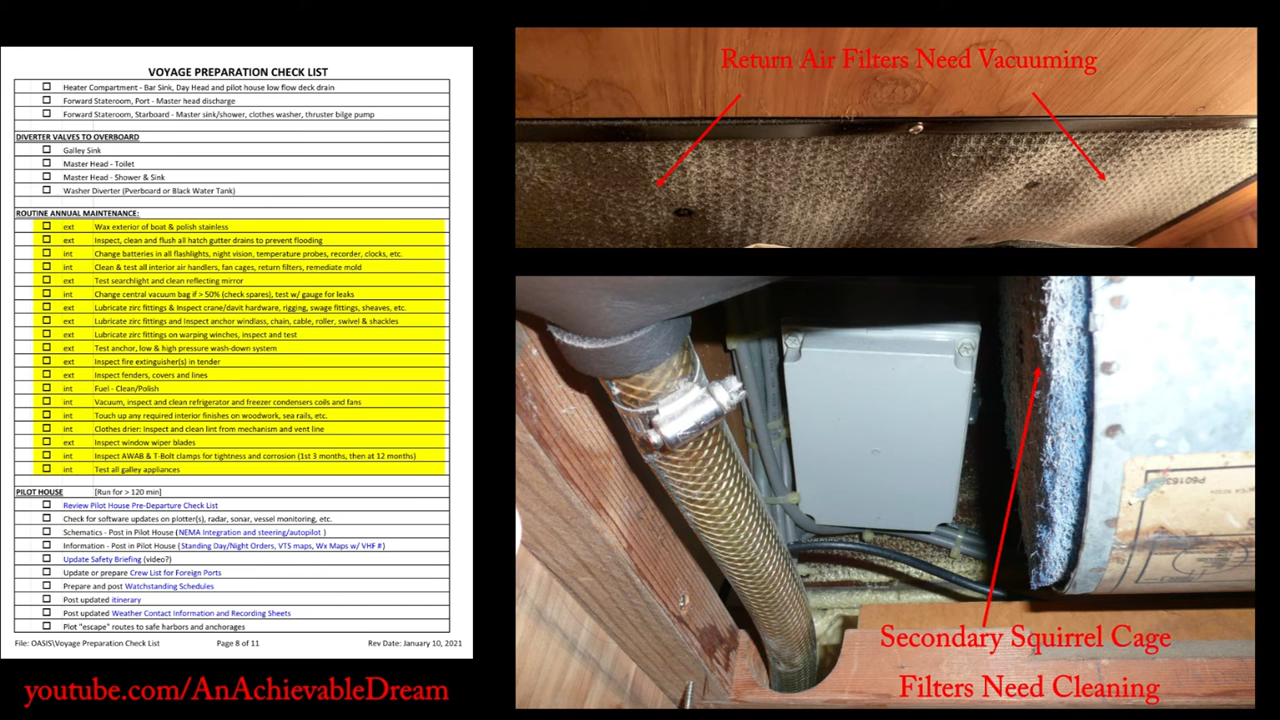 VOYAGE PREPARATION CHECK LIST
Heater Compartment - Bar Sink, Day Head and pilot house low flow deck drain
Forward Stateroom, Port - Master head discharge
Forward Stateroom, Starboard - Master sink/shower, clothes washer, thruster bilge pump
DIVERTER VALVES TO OVERBOARD
Galley Sink
Master Head - Toilet
Master Head - Shower & Sink
Washer Diverter (Pverboard or Black Water Tank)
ROUTINE ANNUAL MAINTENANCE:
ext Wax exterior of boat & polish stainless
ext Inspect, clean and flush all hatch gutter drains to prevent flooding
int Change batteries in all flashlights, night vision, temperature probes, recorder, clocks, etc.
int Clean & test all interior air handlers, fan cages, return filters, remediate mold
ext Test searchlight and clean reflecting mirror
int Change central vacuum bag if > 50% (check spares), test w/ gauge for leaks
ext Lubricate zirc fittings & Inspect crane/davit hardware, rigging, swage fittings, sheaves, etc.
ext Lubricate zirc fittings and Inspect anchor windlass, chain, cable, roller, swivel & shackles
ext Lubricate zirc fittings on warping winches, inspect and test
ext Test anchor, low & high pressure wash-down system
ext Inspect fire extinguisher(s) in tender
ext Inspect fenders, covers and lines
int Fuel - Clean/Polish
int Vacuum, inspect and clean refrigerator and freezer condensers coils and fans
int Touch up any required interior finishes on woodwork, sea rails, etc.
int Clothes drier: Inspect and clean lint from mechanism and vent line
ext Inspect window wiper blades
int Inspect AWAB & T-Bolt clamps for tightness and corrosion (1st 3 months, then at 12 months)
int Test all galley appliances
PILOT HOUSE [Run for > 120 min]
Review Pilot House Pre-Departure Check List
Check for software updates on plotter(s), radar, sonar, vessel monitoring, etc.
Schematics - Post in Pilot House (NEMA Integration and steering/autopilot )
Information - Post in Pilot House (Standing Day/Night Orders, VTS maps, Wx Maps w/ VHF #)
Update Safety Briefing (video?)
Update or prepare Crew List for Foreign Ports
Prepare and post Watchstanding Schedules
Post updated itinerary
Post updated Weather Contact Information and Recording Sheets
Plot "escape" routes to safe harbors and anchorages
File: OASIS\Voyage Preparation Check List Page 8 of 11 Rev Date: January 10, 2021
youtube.com/AnAchievableDream
Return Air Filters Need Vacuuming
Secondary Squirrel Cage
Filters Need Cleaning